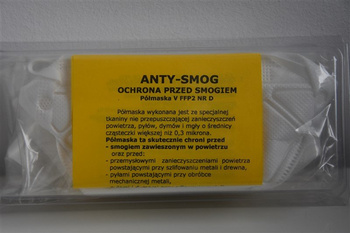 ANTY-SMOG
OCHRONA PRZED SMOGIEM
Półmaska V FFP2 NR D
Półmaska wykonana jest ze specjalnej
tkaniny nie przepuszczającej zanieczyszczeń
powietrza, pyłów, dymów i mgły o średnicy
cząsteczki większej niż 0,3 mikrona.
Półmaska ta skutecznie chroni przed
- smogiem zawieszonym w powietrzu
oraz przed:
- przemysłowymi zanieczyszczeniami powietrza
powstającymi przy szlifowaniu metali i drewna,
- pyłami powstającymi przy obróbce
mechanicznej metali,